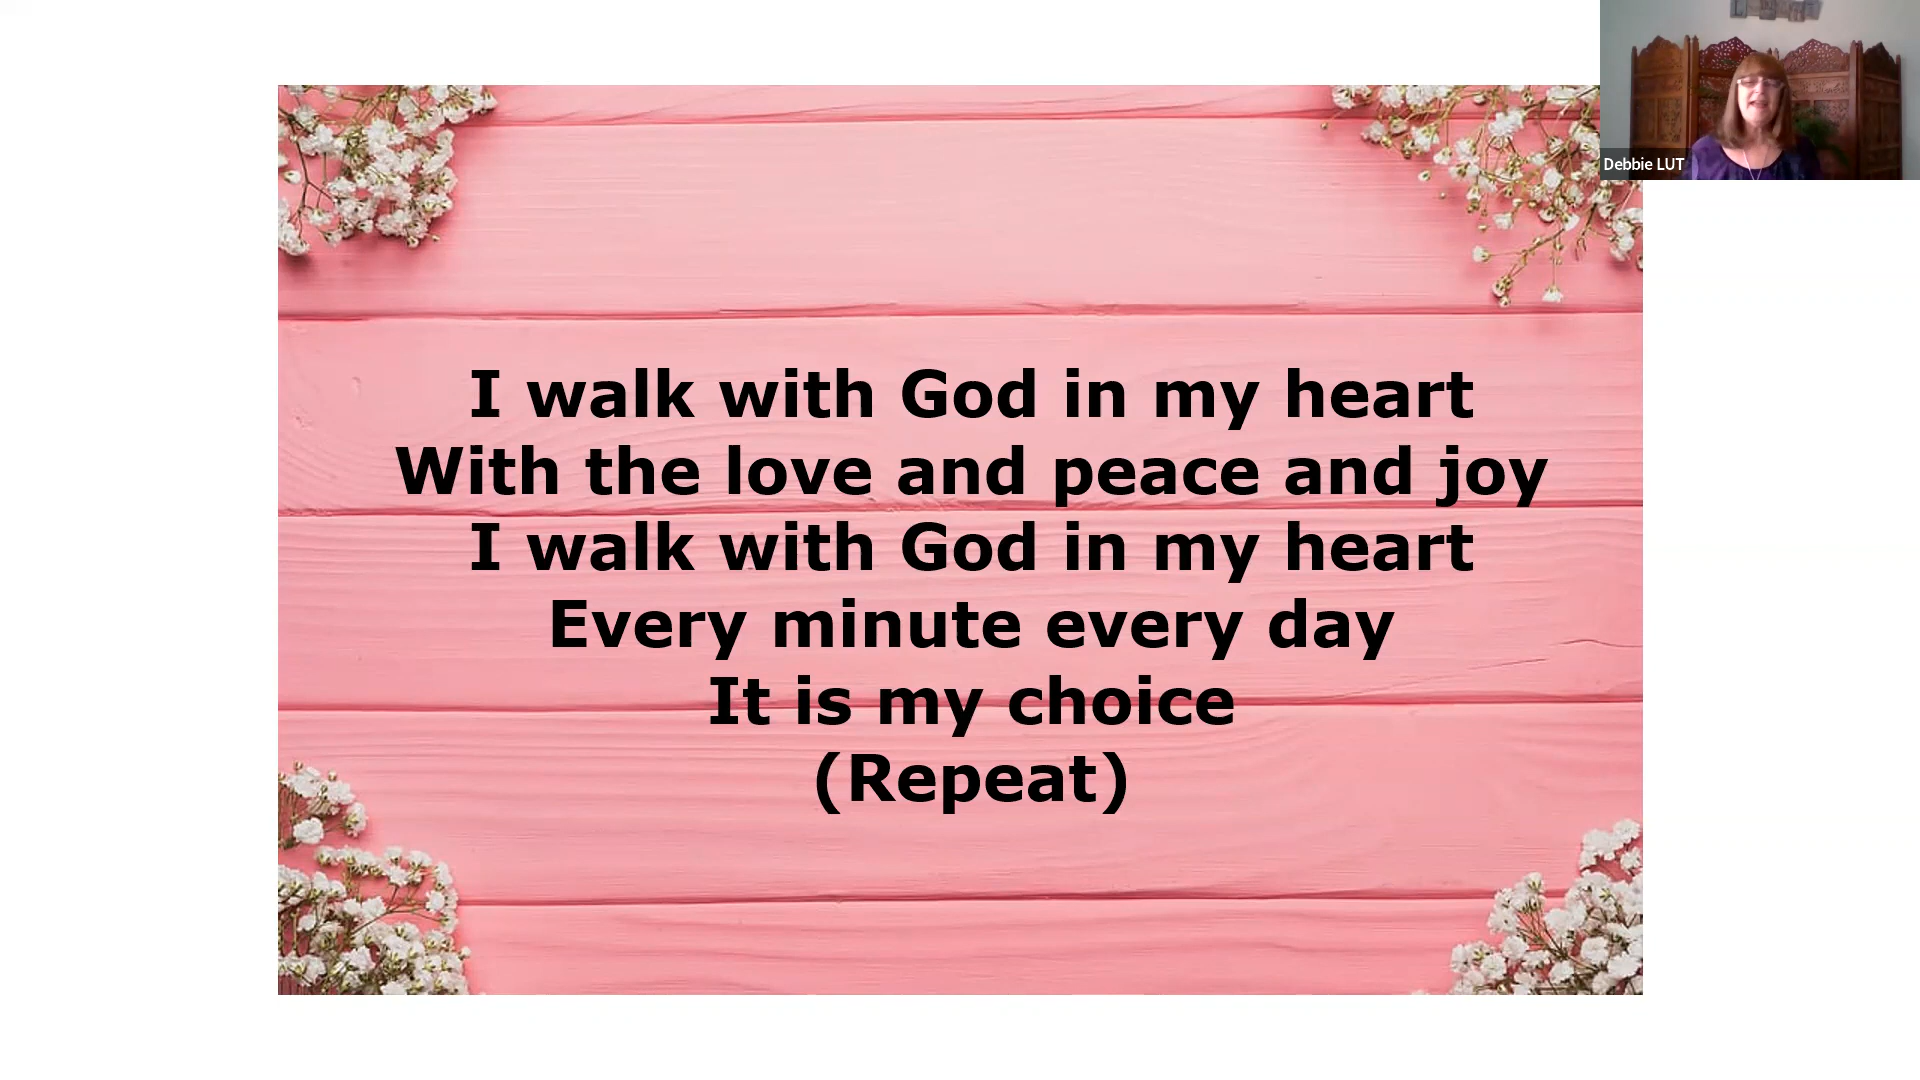 I walk with God in my heart
With the love and peace and joy
I walk with God in my heart
Every minute every day
It is my choice
(Repeat)
Debbie LUT